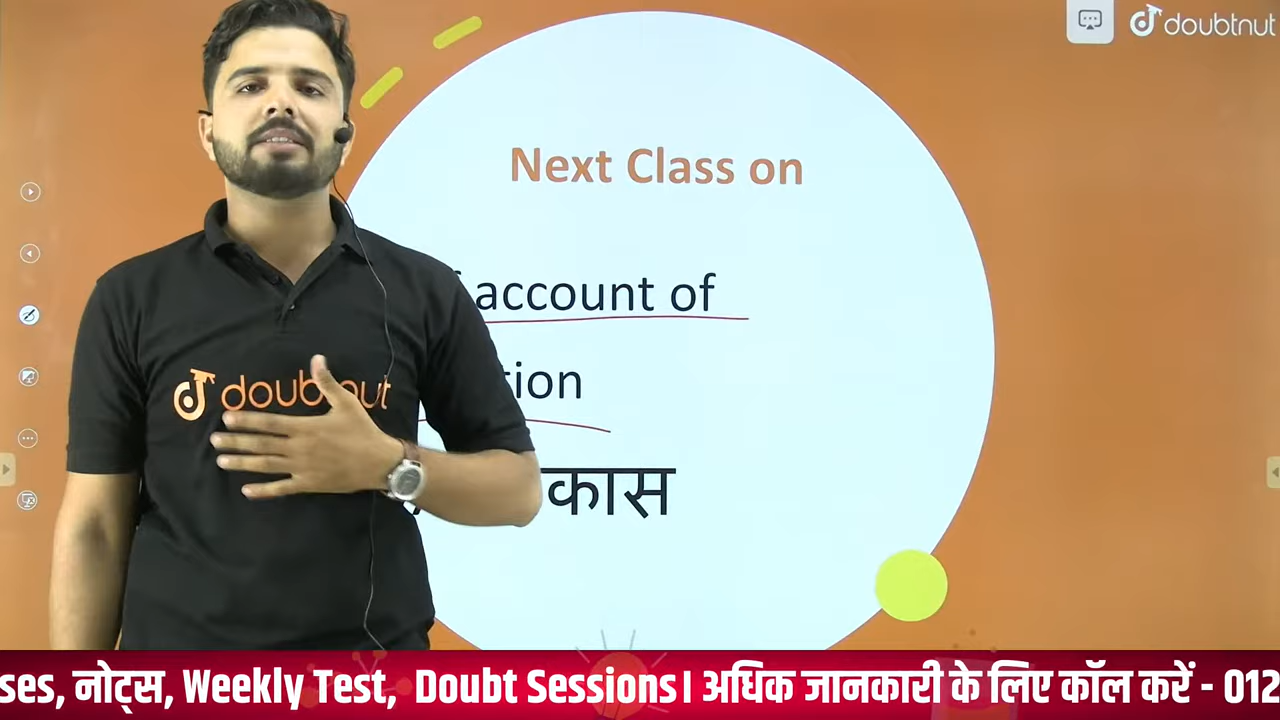 doubtnut
Next Class on
account of
tion
कास
doubtnut
ses, नोट्स, Weekly Test, Doubt Sessions। अधिक जानकारी के लिए कॉल करें - 012